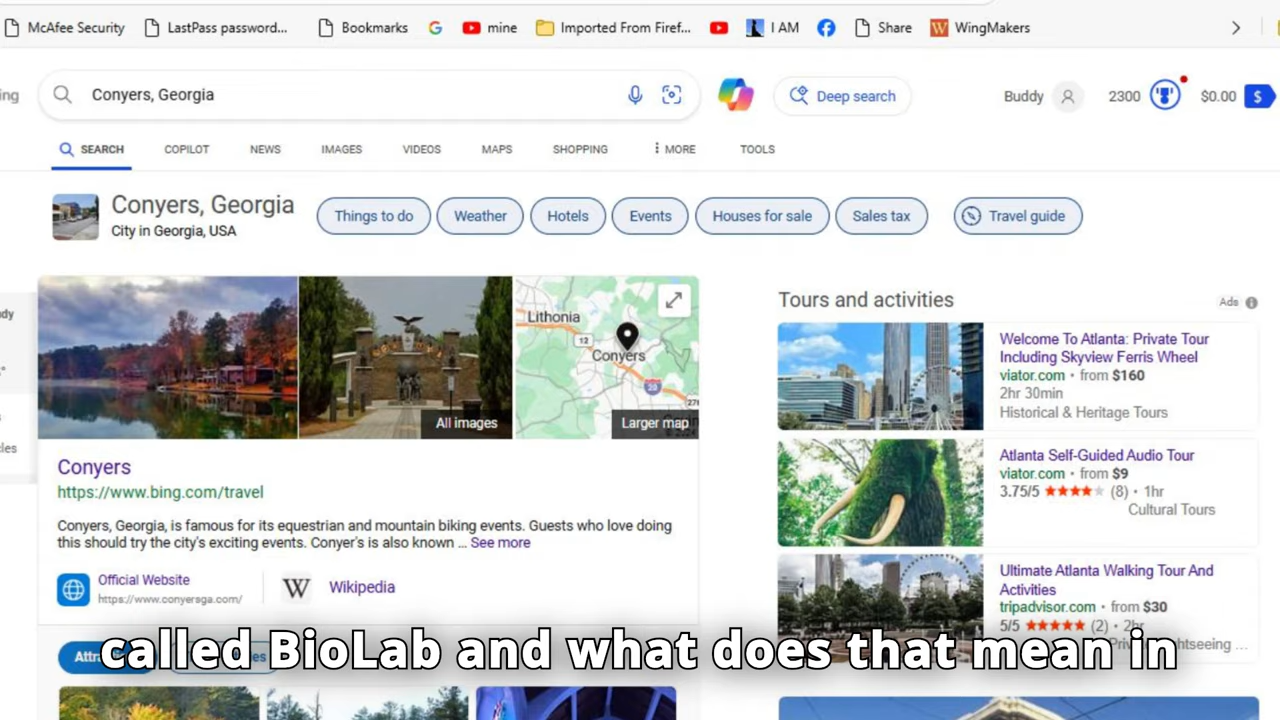 McAfee Security
LastPass password...
Bookmarks
mine
Imported From Firef...
I AM
Share
WingMakers
ing
Conyers, Georgia
Deep search
Buddy
2300
$0.00
SEARCH
COPILOT
NEWS
IMAGES
VIDEOS
MAPS
SHOPPING
MORE
TOOLS
Conyers, Georgia
City in Georgia, USA
Things to do
Weather
Hotels
Events
Houses for sale
Sales tax
Travel guide
Lithonia
12
Conyers
20
All images
Larger map
Conyers
https://www.bing.com/travel
Conyers, Georgia, is famous for its equestrian and mountain biking events. Guests who love doing
this should try the city's exciting events. Conyer's is also known ... See more
Official Website
https://www.conyersga.com/
W
Wikipedia
Tours and activities
Ads
Welcome To Atlanta: Private Tour
Including Skyview Ferris Wheel
viator.com · from $160
2hr 30min
Historical & Heritage Tours
Atlanta Self-Guided Audio Tour
viator.com · from $9
3.75/5 (8) · 1hr
Cultural Tours
Ultimate Atlanta Walking Tour And
Activities
tripadvisor.com · from $30
5/5 (2) · 2hr
called BioLab and what does that mean in